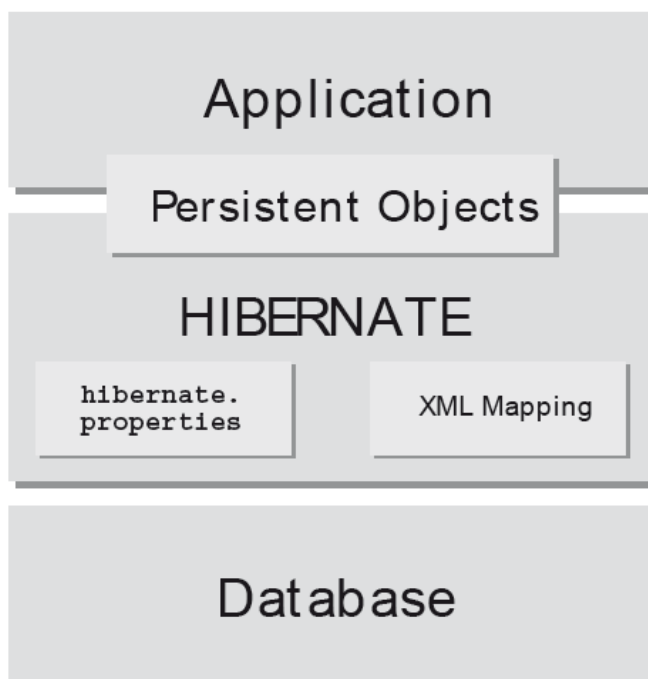 Application
Persistent Objects
HIBERNATE
hibernate.
properties
XML Mapping
Database